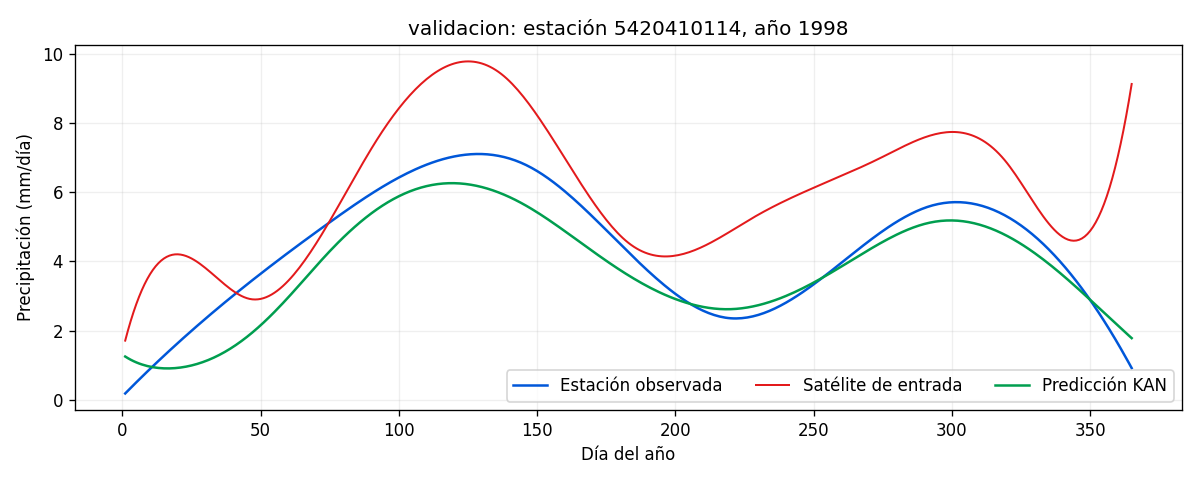 validacion: estación 5420410114, año 1998
Precipitación (mm/día)
10
8
6
4
2
0
0 50 100 150 200 250 300 350
Día del año
Estación observada Satélite de entrada Predicción KAN